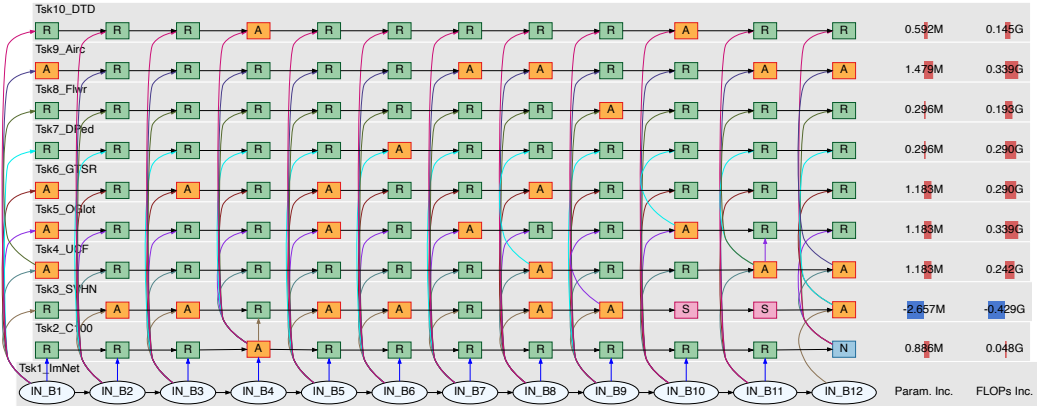 Tsk10_DTD
R R R A R R R R R A R R 0.592M 0.145G
Tsk9_Airc
A R R R R R A A R R A A 1.479M 0.339G
Tsk8_Flwr
R R R R R R R R A R R R 0.296M 0.193G
Tsk7_DPed
R R R R R A R R R R R R 0.296M 0.290G
Tsk6_GTSR
A R A R A R R A R R R R 1.183M 0.290G
Tsk5_OGlot
A R R R A R A R R A R R 1.183M 0.339G
Tsk4_UCF
A R R R R R R A R R A A 1.183M 0.242G
Tsk3_SVHN
R A A R A A R A A S S A -2.657M -0.429G
Tsk2_C100
R R R A R R R R R R R N 0.886M 0.048G
Tsk1_ImNet
IN_B1 IN_B2 IN_B3 IN_B4 IN_B5 IN_B6 IN_B7 IN_B8 IN_B9 IN_B10 IN_B11 IN_B12 Param. Inc. FLOPs Inc.